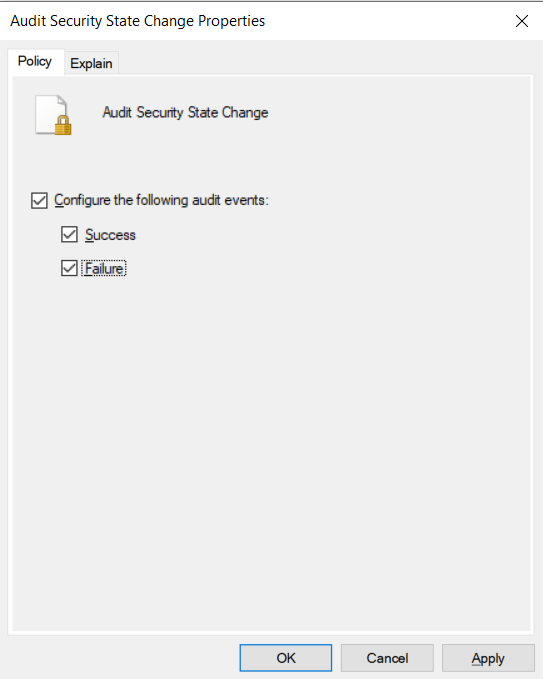 Audit Security State Change Properties
Policy
Explain
Audit Security State Change
Configure the following audit events:
Success
Failure
OK
Cancel
Apply